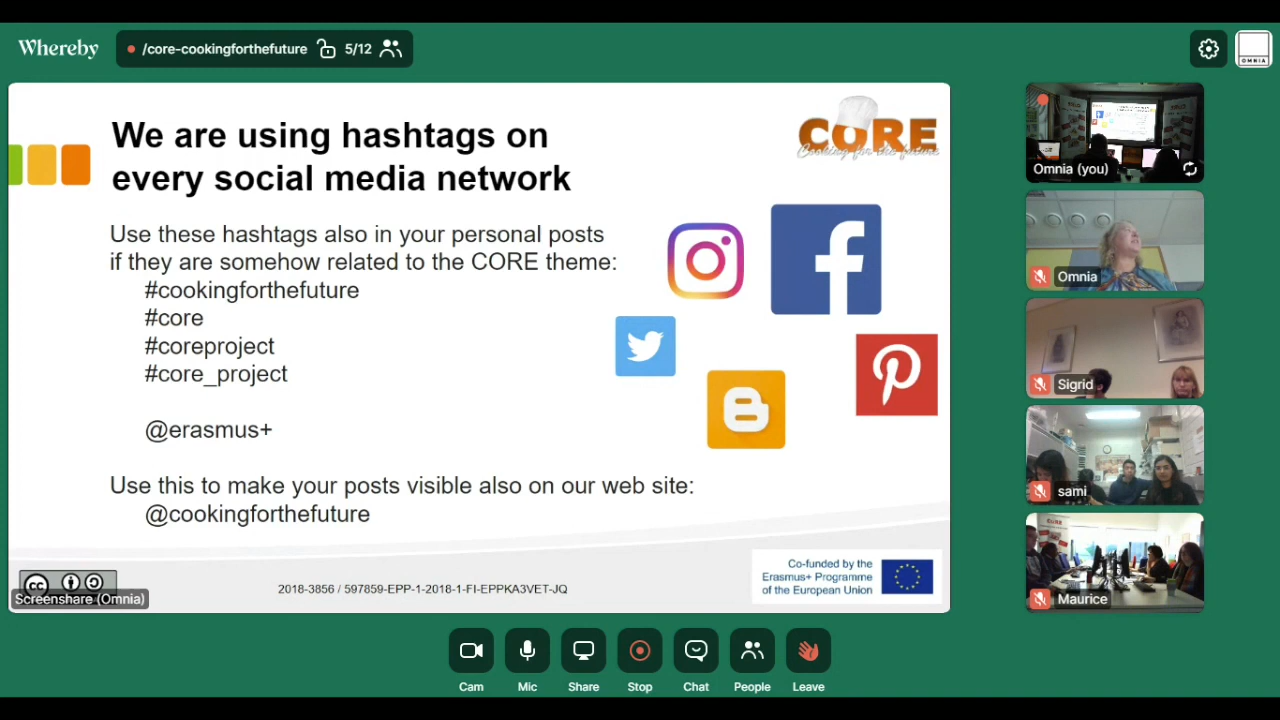 Whereby
/core-cookingforthefuture 5/12
We are using hashtags on
every social media network
CORE
Cooking for the future
Use these hashtags also in your personal posts
if they are somehow related to the CORE theme:
#cookingforthefuture
#core
#coreproject
#core_project
@erasmus+
Use this to make your posts visible also on our web site:
@cookingforthefuture
cc
Screenshare (Omnia)
2018-3856 / 597859-EPP-1-2018-1-FI-EPPKA3VET-JQ
Co-funded by the
Erasmus+ Programme
of the European Union
OMNIA
Omnia (you)
Omnia
Sigrid
sami
CORE
Maurice
Cam Mic Share Stop Chat People Leave